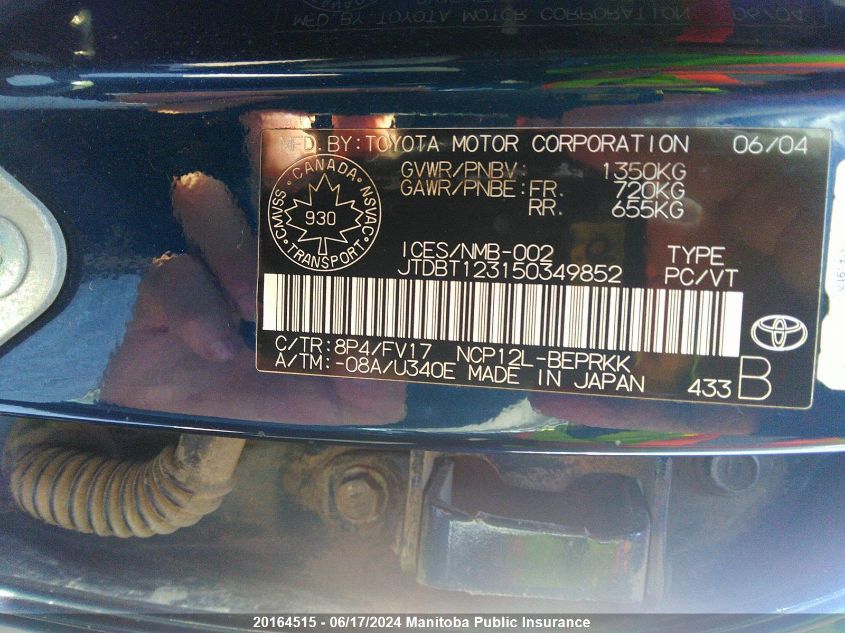 MFD.BY:TOYOTA MOTOR CORPORATION 06/04
GVWR/PNBV: 1350KG
GAWR/PNBE:FR. 720KG
RR. 655KG
CANADA
CMVSS NSVAC
930
TRANSPORT
ICES/NMB-002 TYPE
JTDBT123150349852 PC/VT
C/TR:8P4/FV17 NCP12L-BEPRKK
A/TM:-08A/U340E MADE IN JAPAN 433 B
20164515 - 06/17/2024 Manitoba Public Insurance